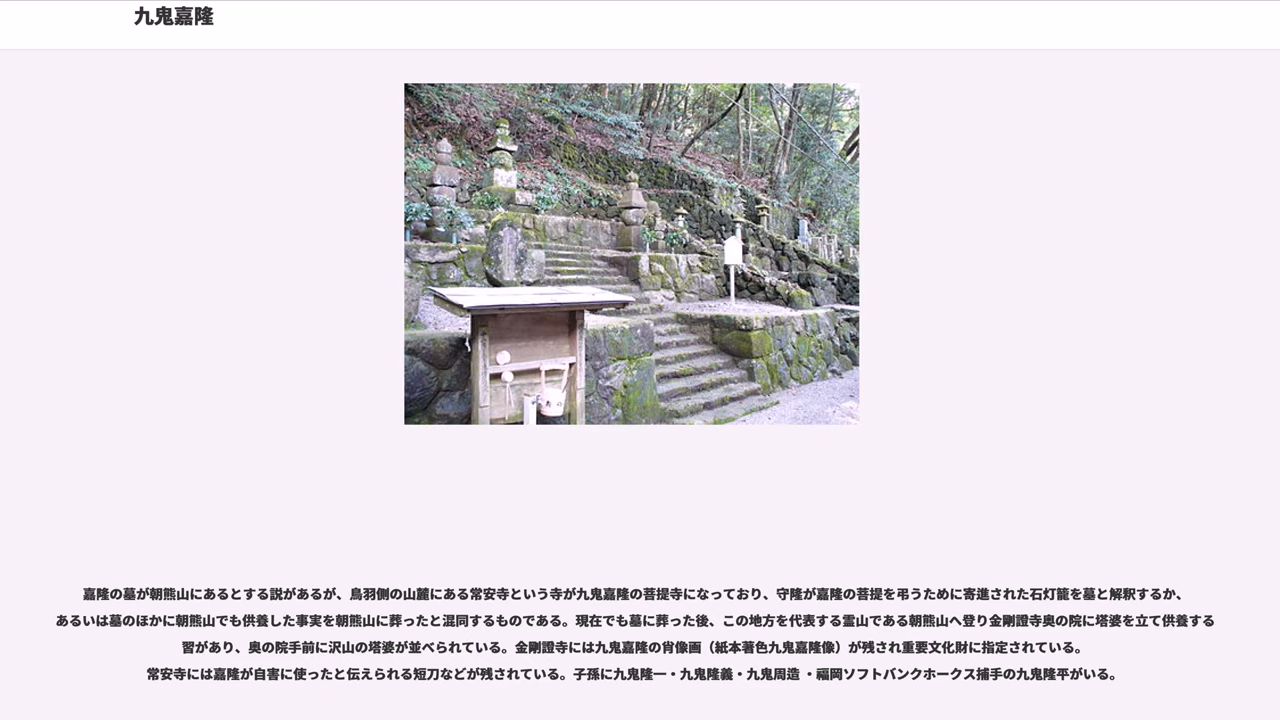 九鬼嘉隆
嘉隆の墓が朝熊山にあるとする説があるが、鳥羽側の山麓にある常安寺という寺が九鬼嘉隆の菩提寺になっており、守隆が嘉隆の菩提を弔うために寄進された石灯籠を墓と解釈するか、
あるいは墓のほかに朝熊山でも供養した事実を朝熊山に葬ったと混同するものである。現在でも墓に葬った後、この地方を代表する霊山である朝熊山へ登り金剛證寺奥の院に塔婆を立て供養する
習があり、奥の院手前に沢山の塔婆が並べられている。金剛證寺には九鬼嘉隆の肖像画（紙本著色九鬼嘉隆像）が残され重要文化財に指定されている。
常安寺には嘉隆が自害に使ったと伝えられる短刀などが残されている。子孫に九鬼隆一・九鬼隆義・九鬼周造 ・福岡ソフトバンクホークス捕手の九鬼隆平がいる。